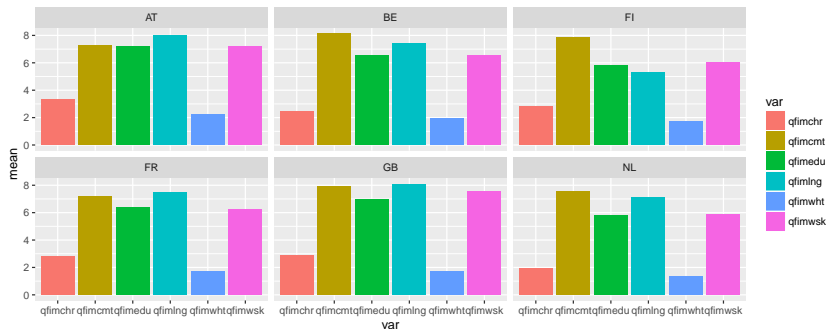 AT BE FI
8
6
4
2
0
FR GB NL
8
6
4
2
0
mean
qfimchr qfimcmt qfimedu qfimlng qfimwht qfimwsk qfimchr qfimcmt qfimedu qfimlng qfimwht qfimwsk qfimchr qfimcmt qfimedu qfimlng qfimwht qfimwsk
var
var
qfimchr
qfimcmt
qfimedu
qfimlng
qfimwht
qfimwsk